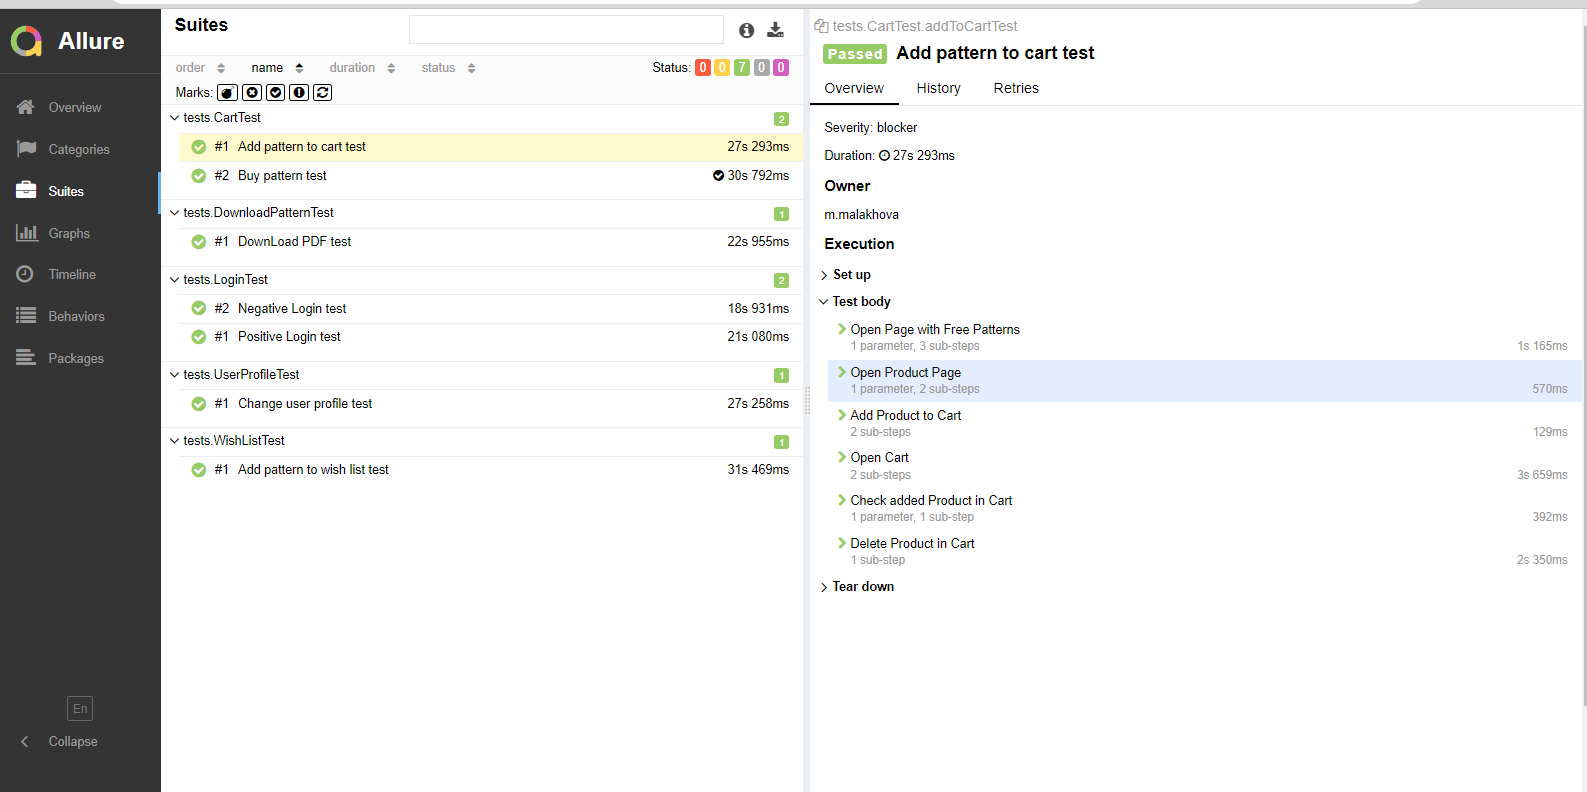 Allure
Overview
Categories
Suites
Graphs
Timeline
Behaviors
Packages
En
Collapse
Suites
order name duration status Status: 0 0 7 0 0
Marks:
tests.CartTest 2
#1 Add pattern to cart test 27s 293ms
#2 Buy pattern test 30s 792ms
tests.DownloadPatternTest 1
#1 DownLoad PDF test 22s 955ms
tests.LoginTest 2
#2 Negative Login test 18s 931ms
#1 Positive Login test 21s 080ms
tests.UserProfileTest 1
#1 Change user profile test 27s 258ms
tests.WishListTest 1
#1 Add pattern to wish list test 31s 469ms
tests.CartTest.addToCartTest
Passed Add pattern to cart test
Overview History Retries
Severity: blocker
Duration: 27s 293ms
Owner
m.malakhova
Execution
Set up
Test body
Open Page with Free Patterns
1 parameter, 3 sub-steps 1s 165ms
Open Product Page
1 parameter, 2 sub-steps 570ms
Add Product to Cart
2 sub-steps 129ms
Open Cart
2 sub-steps 3s 659ms
Check added Product in Cart
1 parameter, 1 sub-step 392ms
Delete Product in Cart
1 sub-step 2s 350ms
Tear down